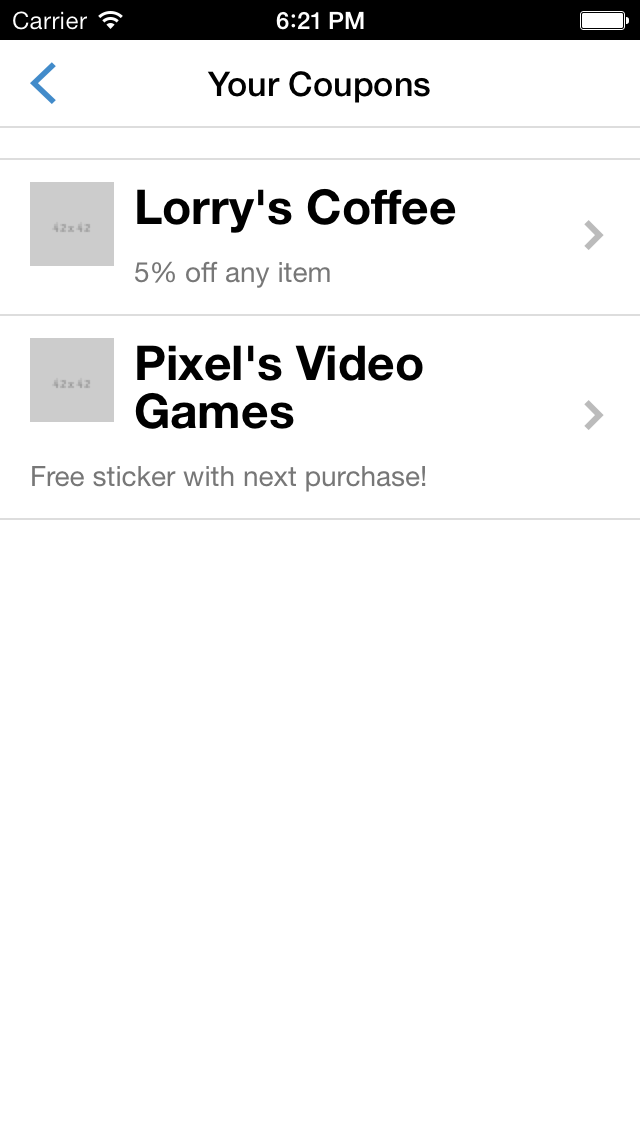 Carrier 6:21 PM
Your Coupons
42x42
Lorry's Coffee
5% off any item
42x42
Pixel's Video
Games
Free sticker with next purchase!